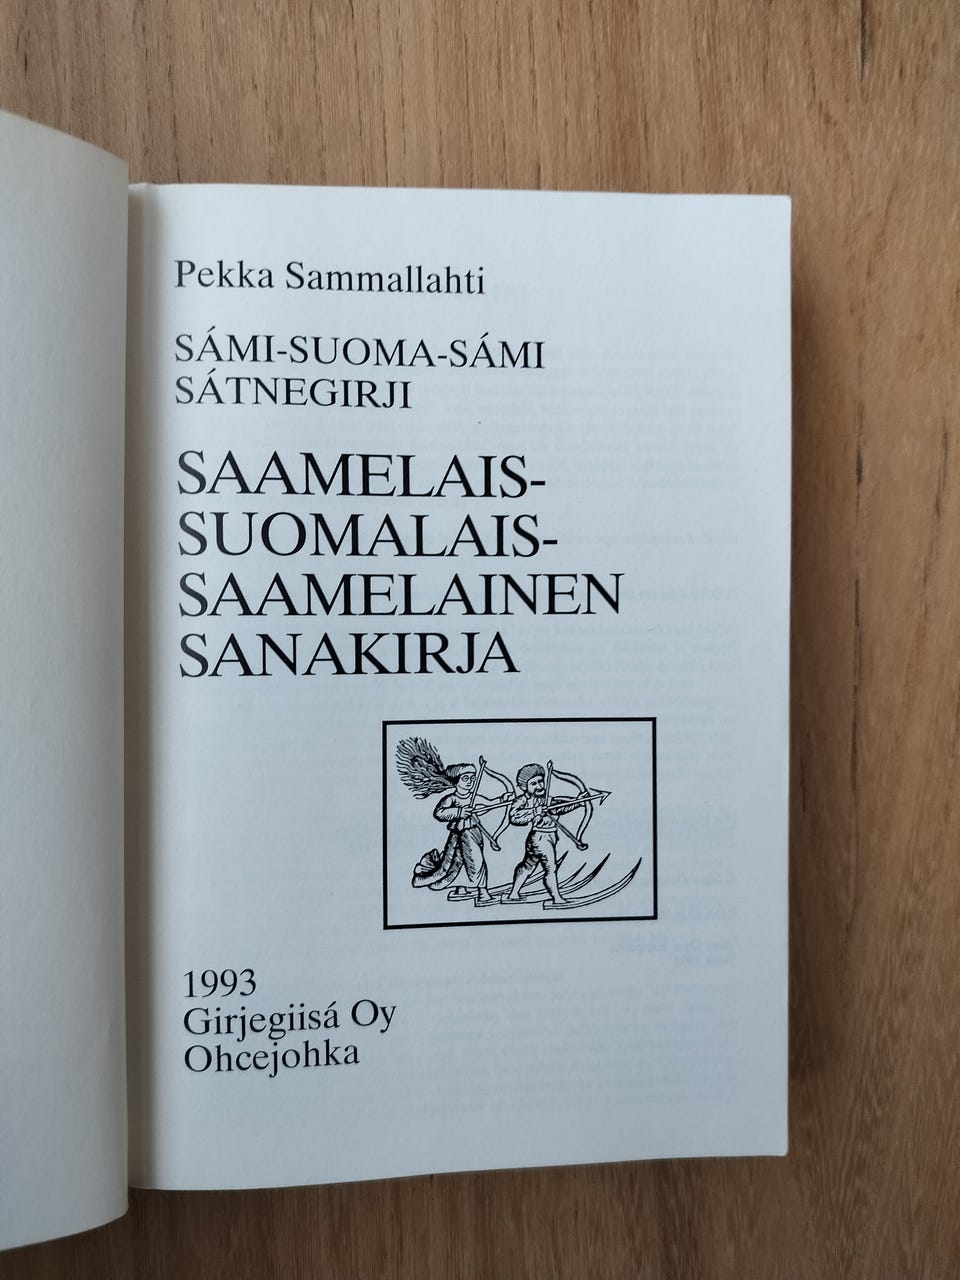 Pekka Sammallahti
SÁMI-SUOMA-SÁMI
SÁTNEGIRJI
SAAMELAIS-
SUOMALAIS-
SAAMELAINEN
SANAKIRJA
1993
Girjegiisá Oy
Ohcejohka